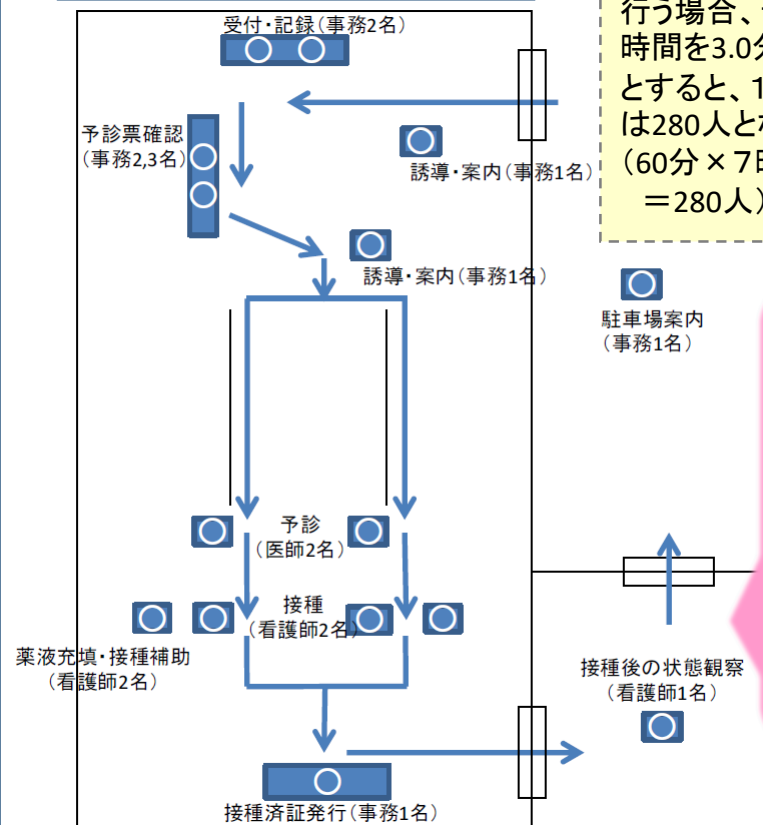 受付・記録(事務2名)
行う場合、
時間を3.0分
とすると、1
は280人と
(60分×7
=280人)
予診票確認
(事務2,3名)
誘導・案内(事務1名)
誘導・案内(事務1名)
駐車場案内
(事務1名)
予診
(医師2名)
接種
(看護師2名)
薬液充填・接種補助
(看護師2名)
接種後の状態観察
(看護師1名)
接種済証発行(事務1名)